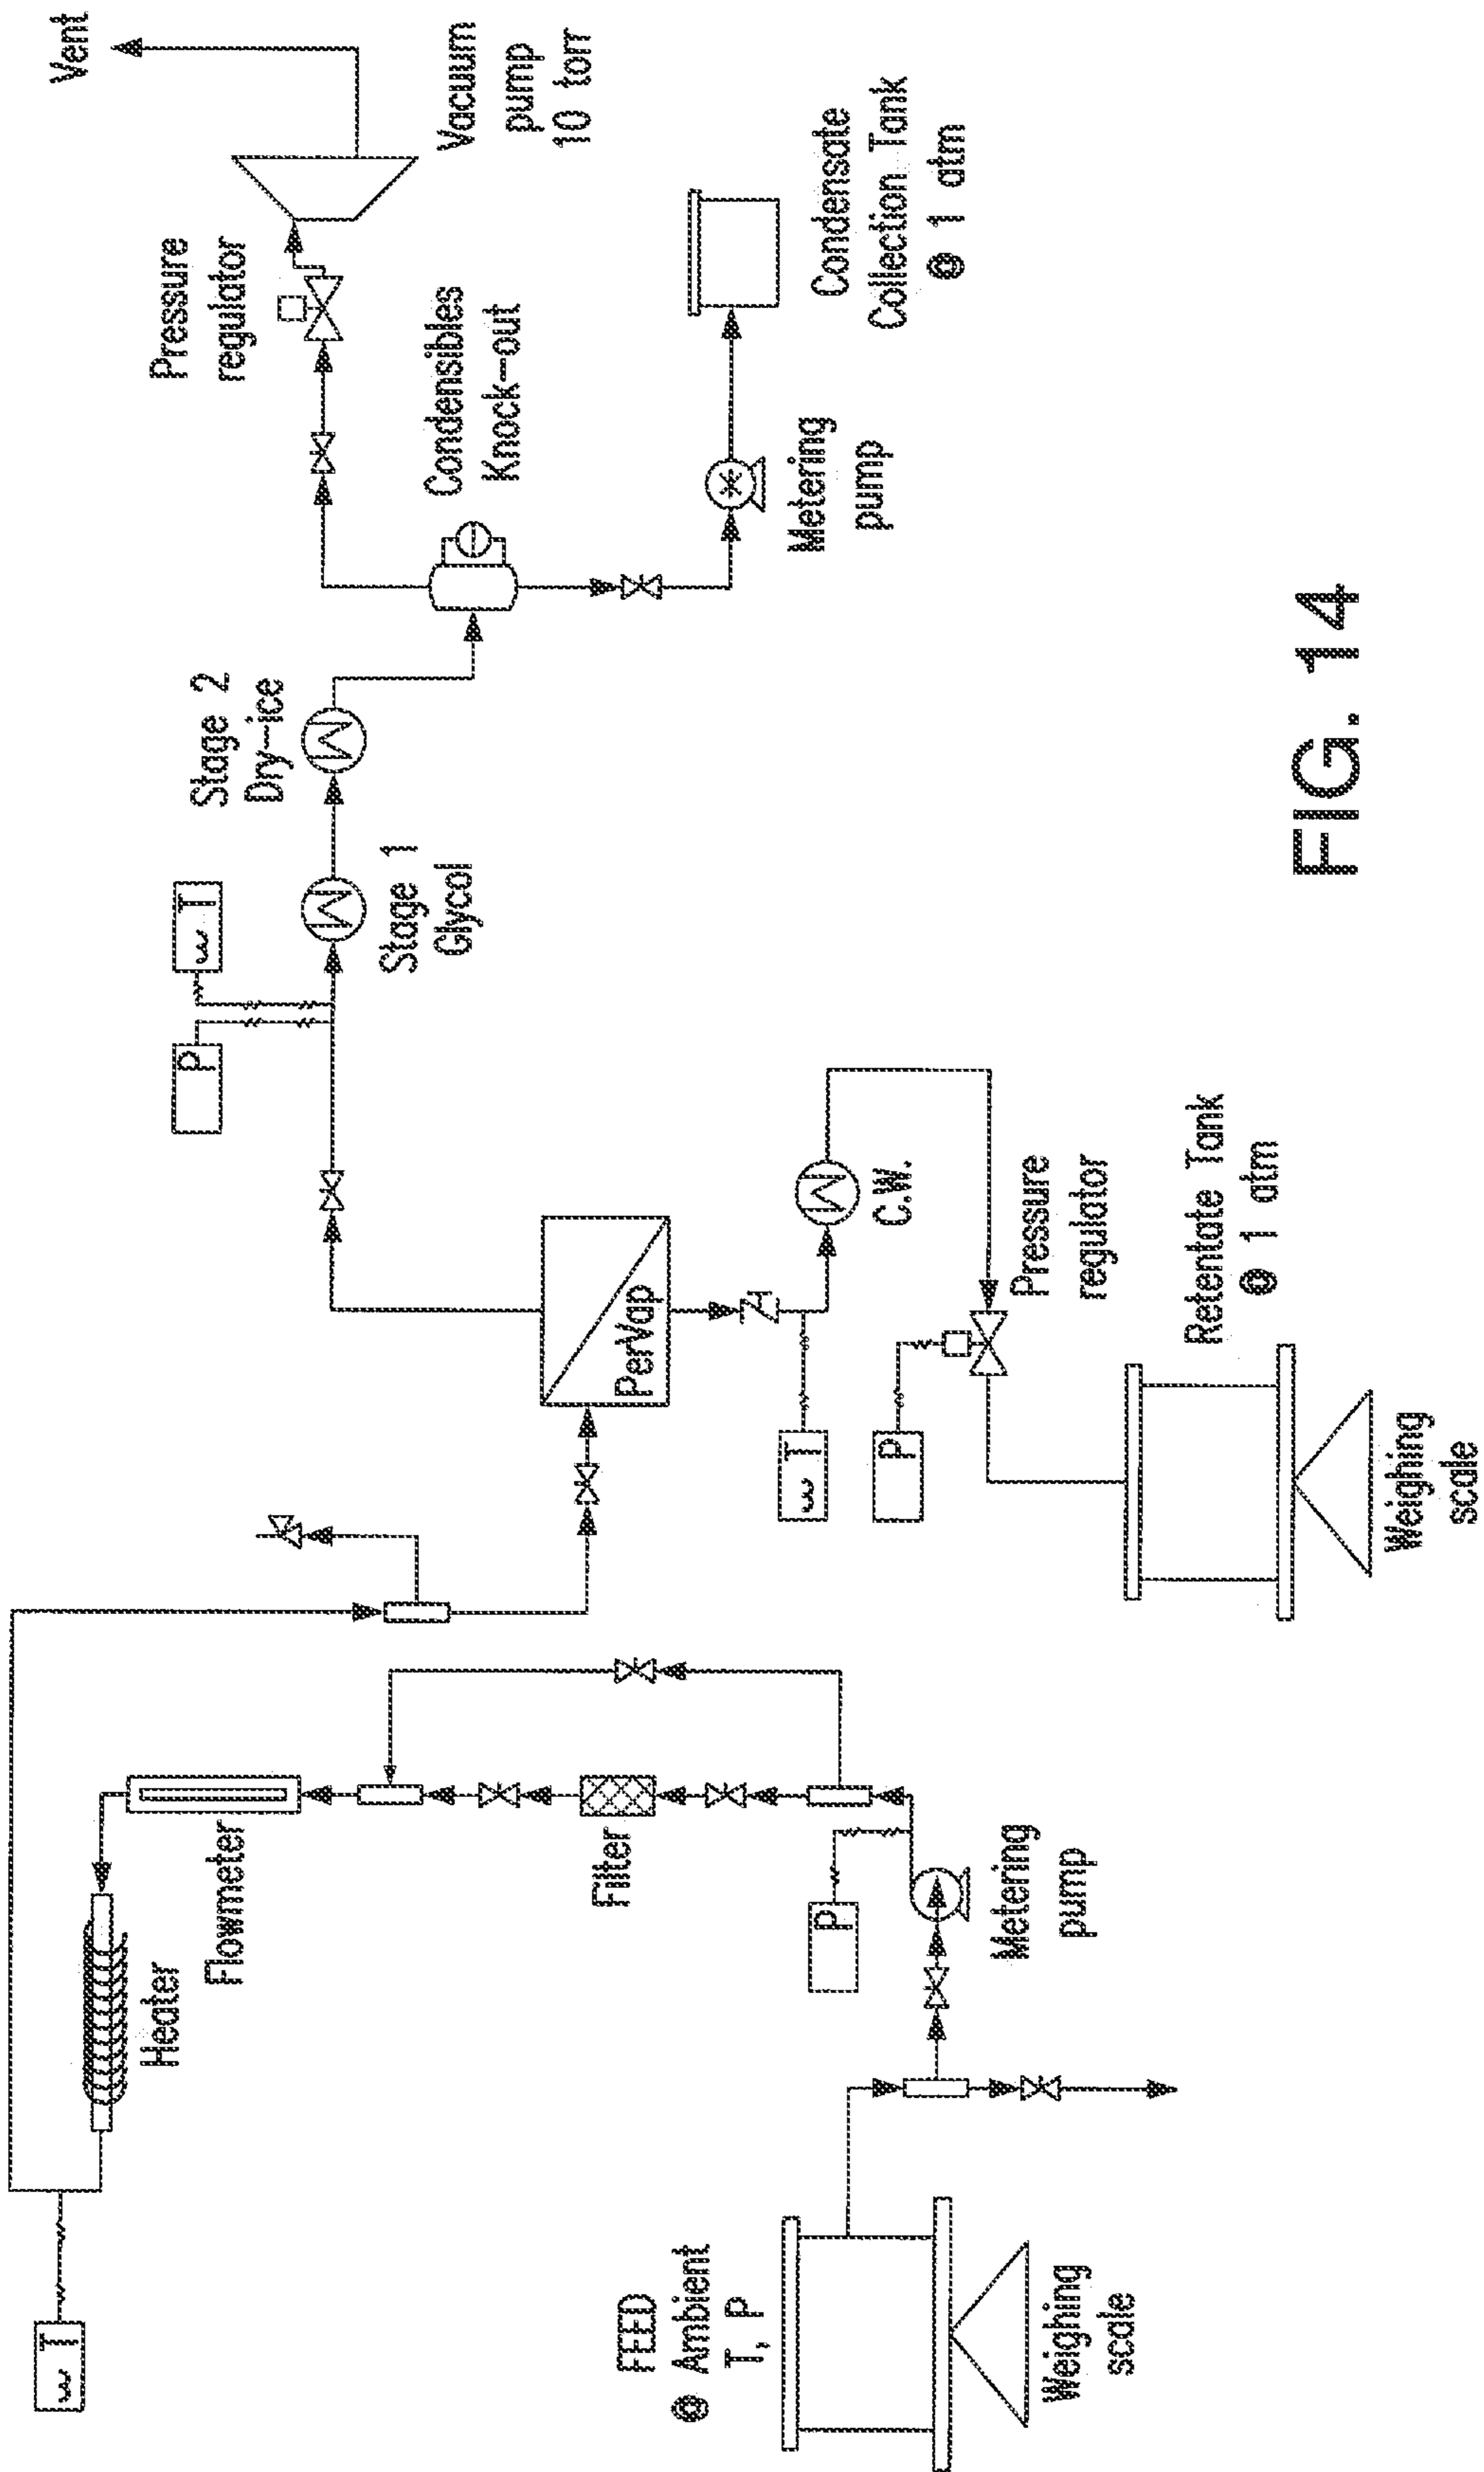 T
Heater
Flowmeter
Filter
P
Metering
pump
FEED
@ Ambient
T, P
Weighing
scale
PerVap
T
P
C.W.
Pressure
regulator
Retentate Tank
@ 1 atm
Weighing
scale
P
T
Stage 1
Glycol
Stage 2
Dry-ice
Condensibles
Knock-out
Pressure
regulator
Vacuum
pump
10 torr
Vent
Metering
pump
Condensate
Collection Tank
@ 1 atm
FIG. 14